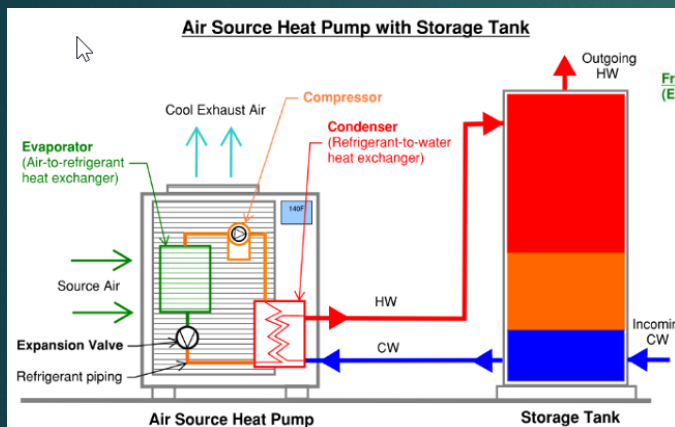 Air Source Heat Pump with Storage Tank
Outgoing
HW
Compressor
Cool Exhaust Air
Condenser
(Refrigerant-to-water
heat exchanger)
Evaporator
(Air-to-refrigerant
heat exchanger)
140F
Source Air
HW
Expansion Valve
CW
Incomin
CW
Refrigerant piping
Air Source Heat Pump
Storage Tank